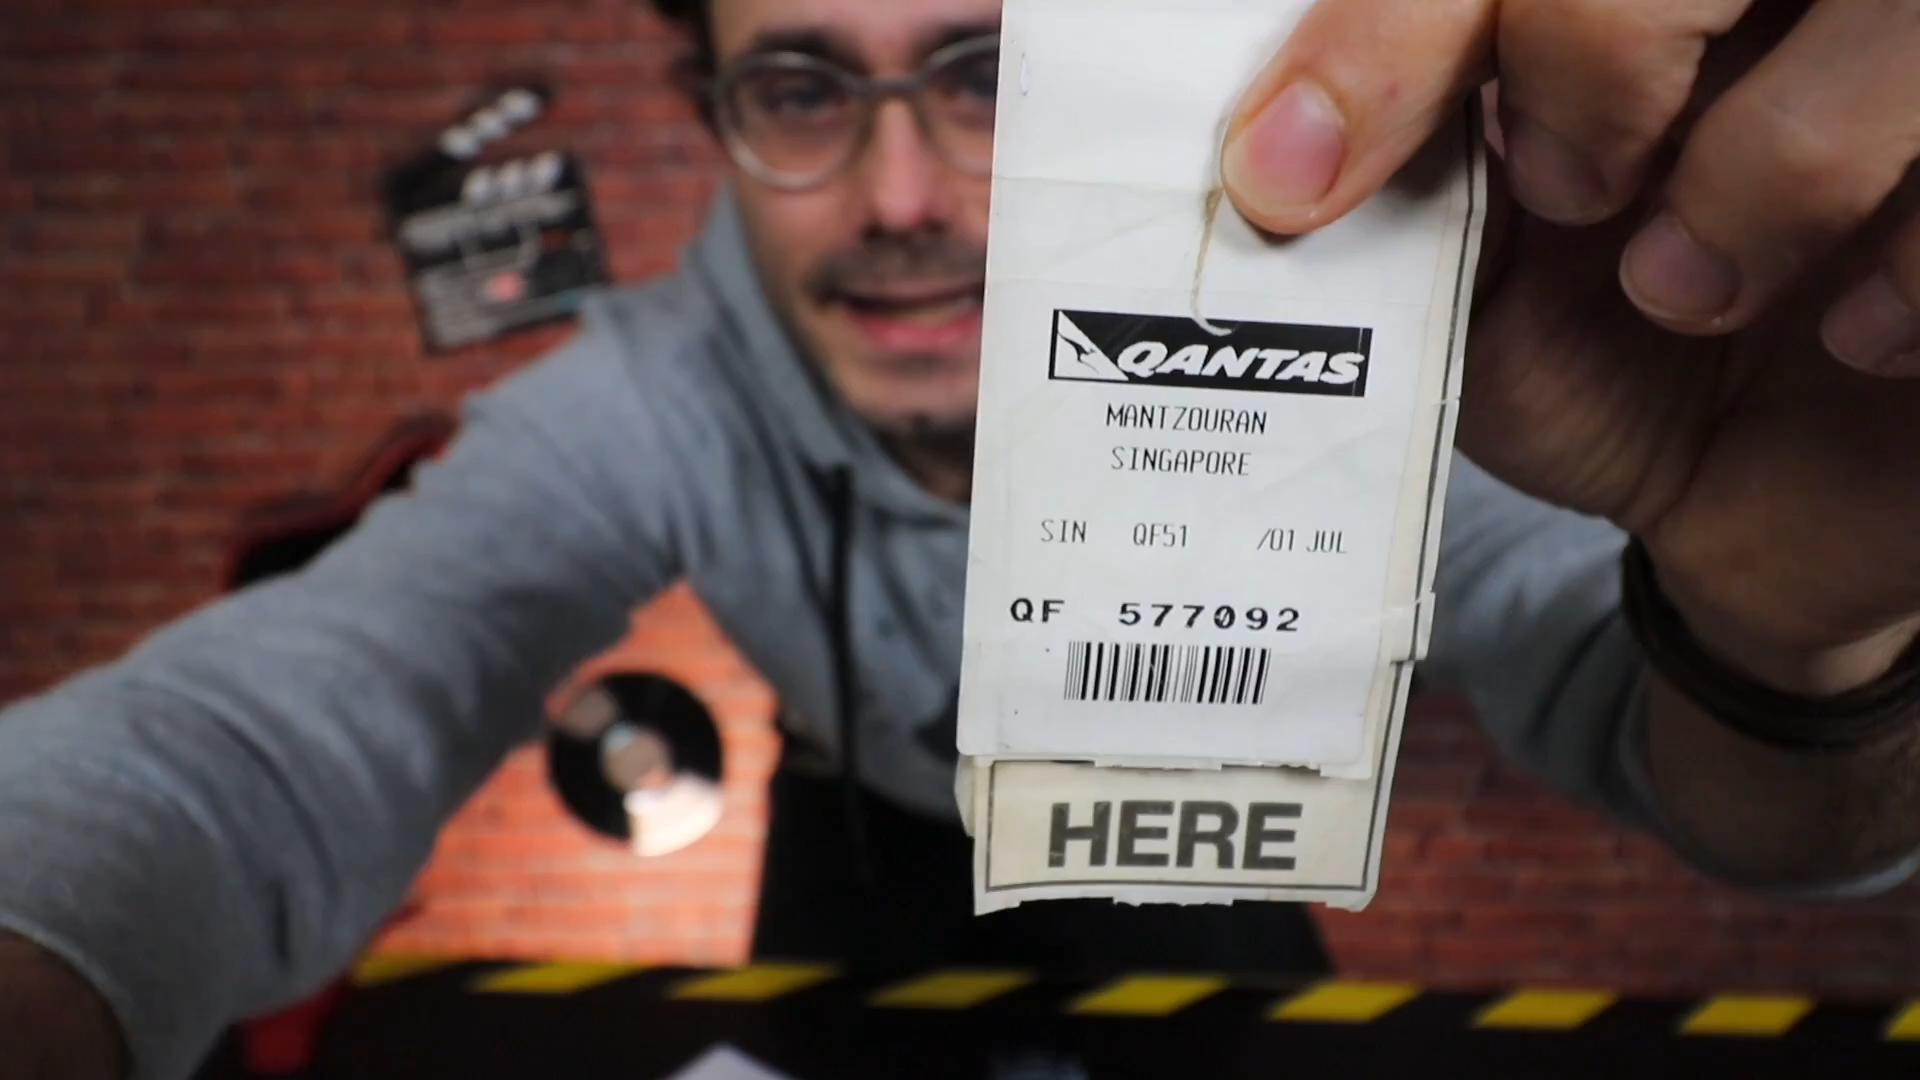 QANTAS
MANTZOURAN
SINGAPORE
SIN QF51 /01 JUL
QF 577092
HERE